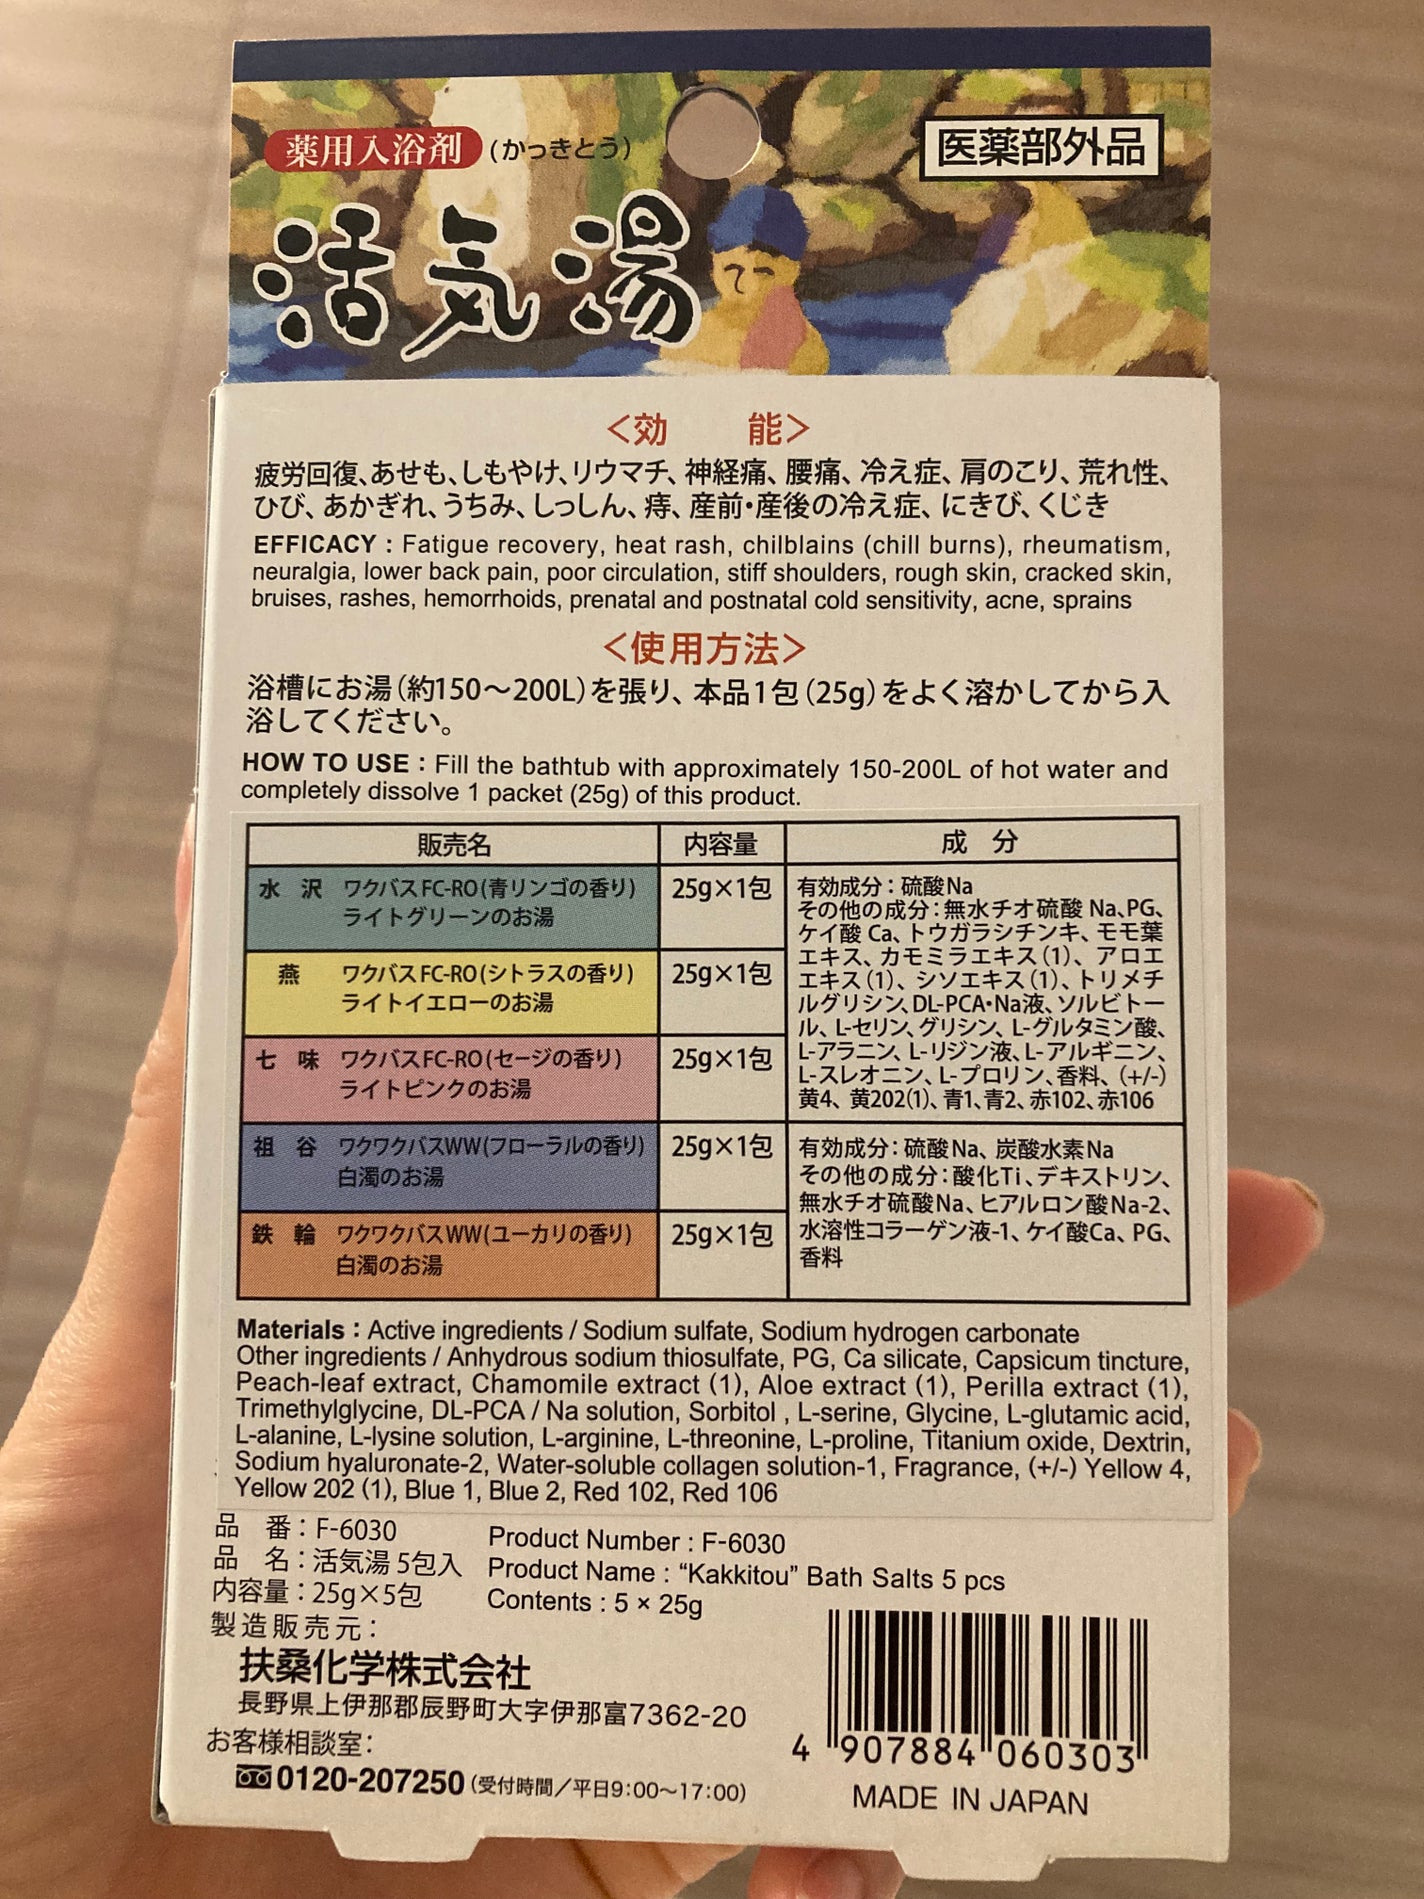 薬用入浴剤 (かっきとう)
医薬部外品
活気湯
<効 能>
疲労回復、あせも、しもやけ、リウマチ、神経痛、腰痛、冷え症、肩のこり、荒れ性、
ひび、あかぎれ、うちみ、しっしん、痔、産前・産後の冷え症、にきび、くじき
EFFICACY : Fatigue recovery, heat rash, chilblains (chill burns), rheumatism,
neuralgia, lower back pain, poor circulation, stiff shoulders, rough skin, cracked skin,
bruises, rashes, hemorrhoids, prenatal and postnatal cold sensitivity, acne, sprains
<使用方法>
浴槽にお湯(約150〜200L)を張り、本品1包(25g)をよく溶かしてから入
浴してください。
HOW TO USE : Fill the bathtub with approximately 150-200L of hot water and
completely dissolve 1 packet (25g) of this product.
販売名 内容量 成 分
水 沢 ワクバスFC-RO(青リンゴの香り) 25g×1包
ライトグリーンのお湯
燕 ワクバスFC-RO(シトラスの香り) 25g×1包
ライトイエローのお湯
七 味 ワクバスFC-RO(セージの香り) 25g×1包
ライトピンクのお湯
有効成分:硫酸Na
その他の成分:無水チオ硫酸 Na、PG、
ケイ酸 Ca、トウガラシチンキ、モモ葉
エキス、カモミラエキス(1)、アロエ
エキス(1)、シソエキス(1)、トリメチ
ルグリシン、DL-PCA・Na液、ソルビトー
ル、L-セリン、グリシン、L-グルタミン酸、
L-アラニン、L-リジン液、L-アルギニン、
L-スレオニン、L-プロリン、香料、(+/-)
黄4、黄202(1)、青1、青2、赤102、赤106
祖 谷 ワクワクバスWW(フローラルの香り) 25g×1包
白濁のお湯
鉄 輪 ワクワクバスWW(ユーカリの香り) 25g×1包
白濁のお湯
有効成分:硫酸Na、炭酸水素Na
その他の成分:酸化Ti、デキストリン、
無水チオ硫酸Na、ヒアルロン酸Na-2、
水溶性コラーゲン液-1、ケイ酸Ca、PG、
香料
Materials : Active ingredients / Sodium sulfate, Sodium hydrogen carbonate
Other ingredients / Anhydrous sodium thiosulfate, PG, Ca silicate, Capsicum tincture,
Peach-leaf extract, Chamomile extract (1), Aloe extract (1), Perilla extract (1),
Trimethylglycine, DL-PCA / Na solution, Sorbitol , L-serine, Glycine, L-glutamic acid,
L-alanine, L-lysine solution, L-arginine, L-threonine, L-proline, Titanium oxide, Dextrin,
Sodium hyaluronate-2, Water-soluble collagen solution-1, Fragrance, (+/-) Yellow 4,
Yellow 202 (1), Blue 1, Blue 2, Red 102, Red 106
品 番:F-6030
品 名:活気湯 5包入
内容量:25g×5包
Product Number : F-6030
Product Name : “Kakkitou” Bath Salts 5 pcs
Contents : 5 × 25g
製造販売元:
扶桑化学株式会社
長野県上伊那郡辰野町大字伊那富7362-20
お客様相談室:
0120-207250 (受付時間/平日9:00〜17:00)
4 907884 060303
MADE IN JAPAN